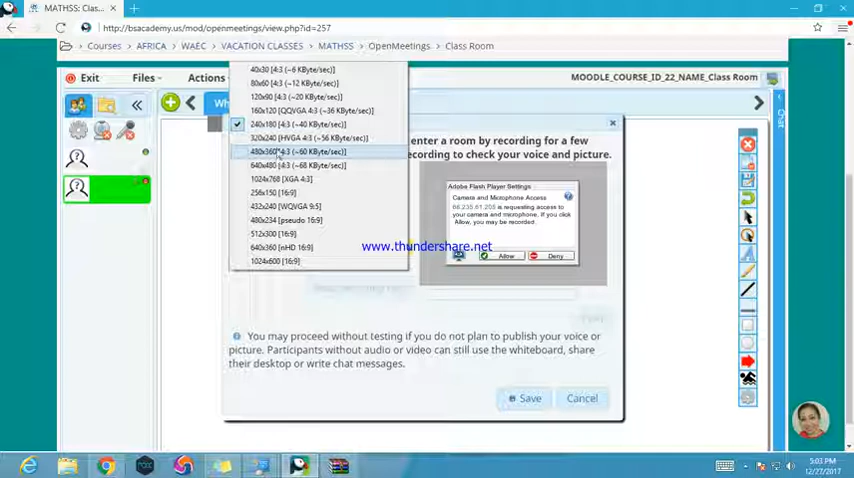 MATHSS: Clas...
http://bsacademy.us/mod/openmeetings/view.php?id=257
Courses
AFRICA
WAEC
VACATION CLASSES
MATHSS
OpenMeetings
Class Room
Exit
Files
Actions
MOODLE_COURSE_ID_22_NAME_Class Room
Wh
Chat
40x30 [4:3 (~6 KByte/sec)]
80x60 [4:3 (~12 KByte/sec)]
120x90 [4:3 (~20 KByte/sec)]
160x120 [QQVGA 4:3 (~36 KByte/sec)]
240x180 [4:3 (~40 KByte/sec)]
320x240 [HVGA 4:3 (~56 KByte/sec)]
480x360 [4:3 (~60 KByte/sec)]
640x480 [4:3 (~68 KByte/sec)]
1024x768 [XGA 4:3]
256x150 [16:9]
432x240 [WQVGA 9:5]
480x234 [pseudo 16:9]
512x300 [16:9]
640x360 [nHD 16:9]
1024x600 [16:9]
enter a room by recording for a few
ecording to check your voice and picture.
Adobe Flash Player Settings
Camera and Microphone Access
68.235.61.205 is requesting access to
your camera and microphone. If you click
Allow, you may be recorded.
Allow
Deny
www.thundershare.net
You may proceed without testing if you do not plan to publish your voice or
picture. Participants without audio or video can still use the whiteboard, share
their desktop or write chat messages.
Save
Cancel
5:03 PM
12/27/2017